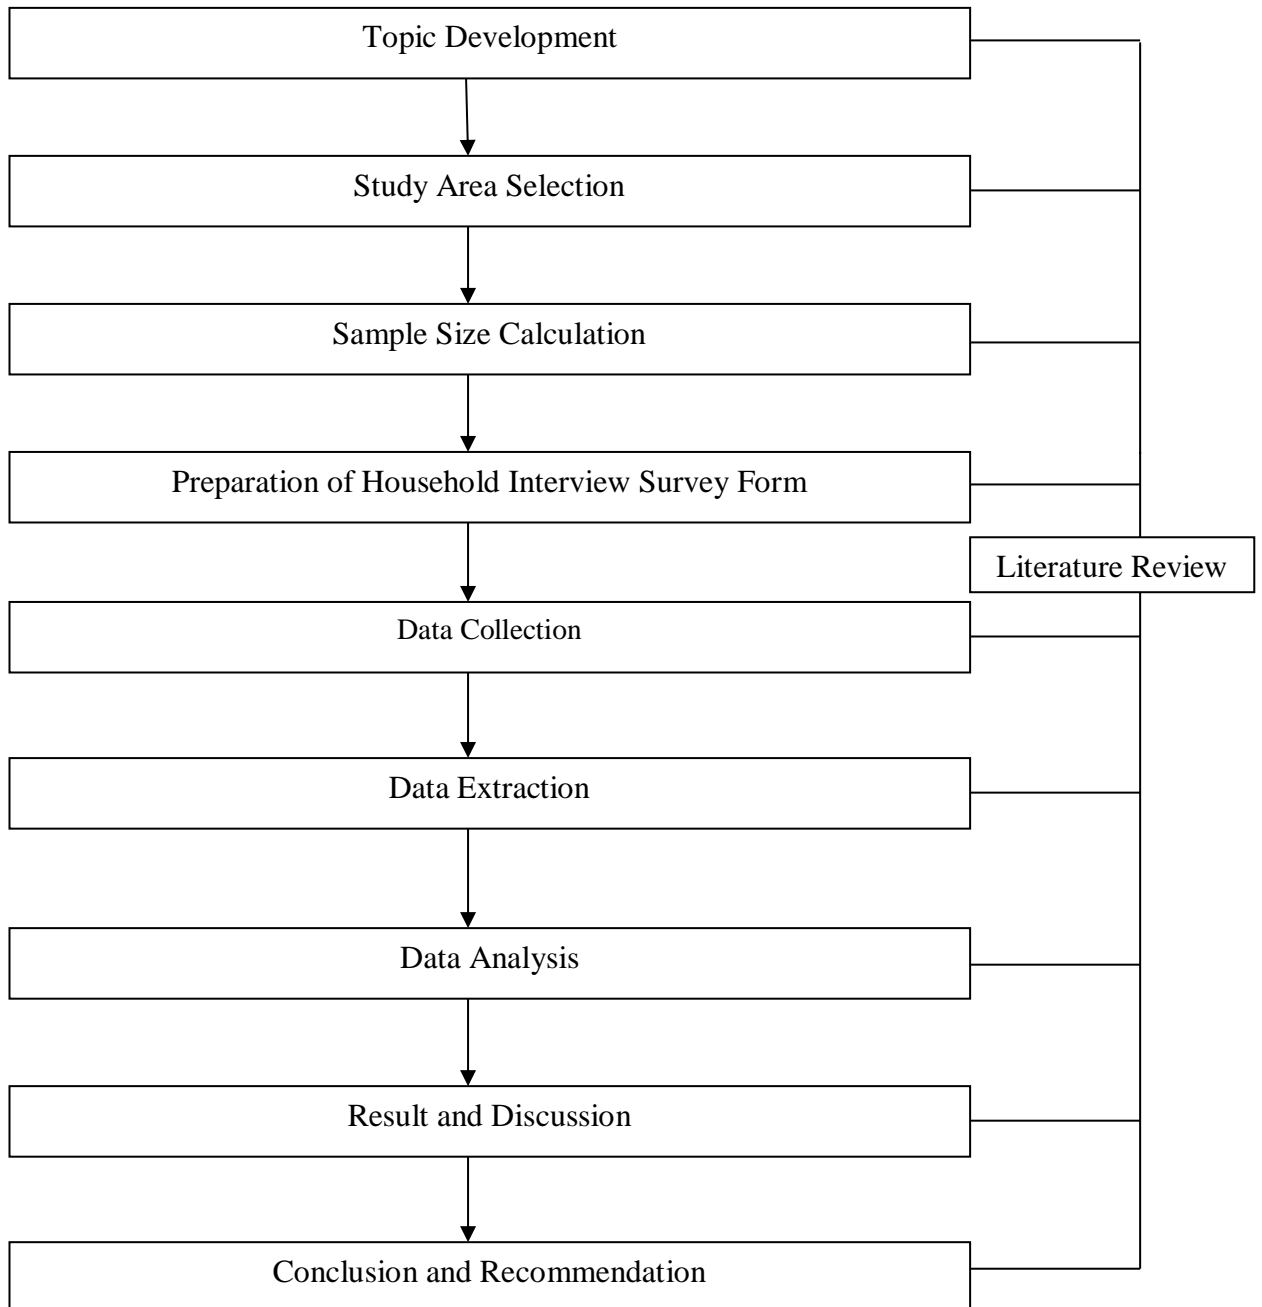 Topic Development
Study Area Selection
Sample Size Calculation
Preparation of Household Interview Survey Form
Literature Review
Data Collection
Data Extraction
Data Analysis
Result and Discussion
Conclusion and Recommendation